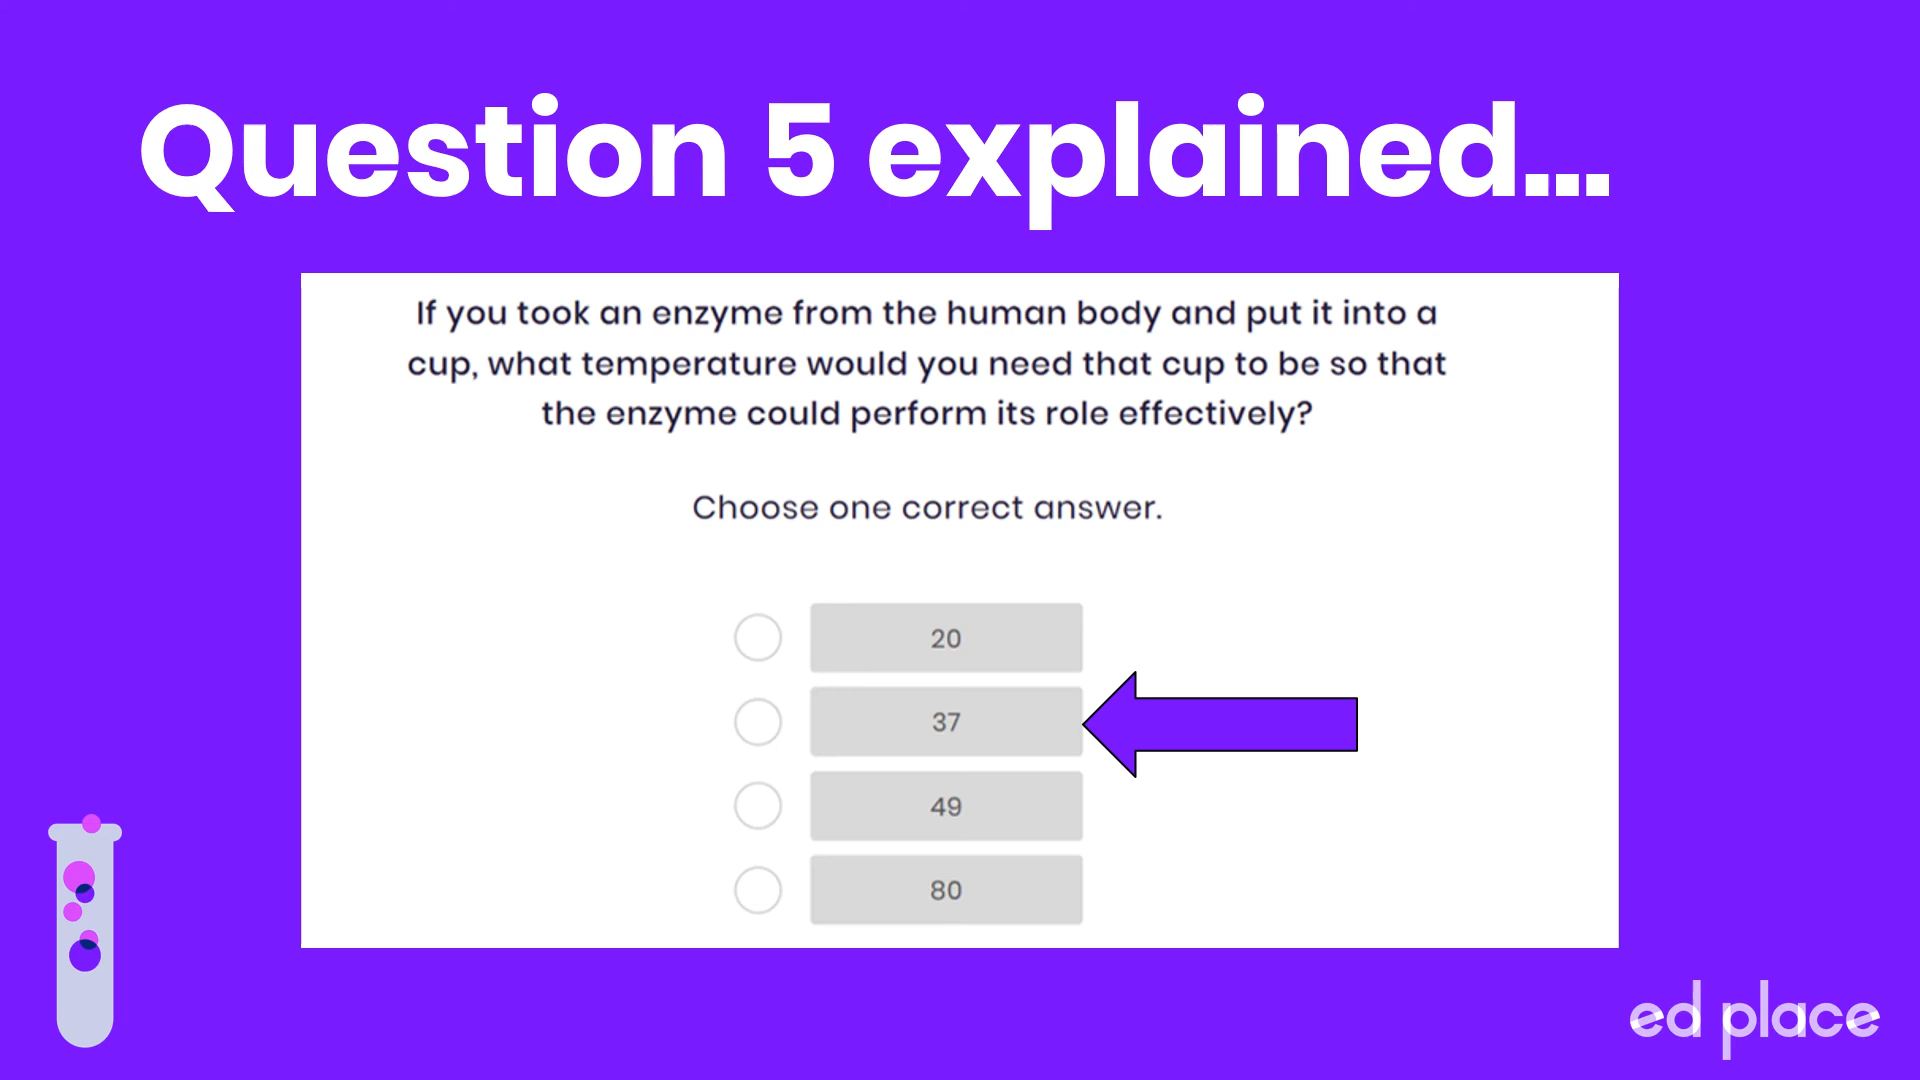 Question 5 explained...
If you took an enzyme from the human body and put it into a
cup, what temperature would you need that cup to be so that
the enzyme could perform its role effectively?
Choose one correct answer.
20
37
49
80
ed place